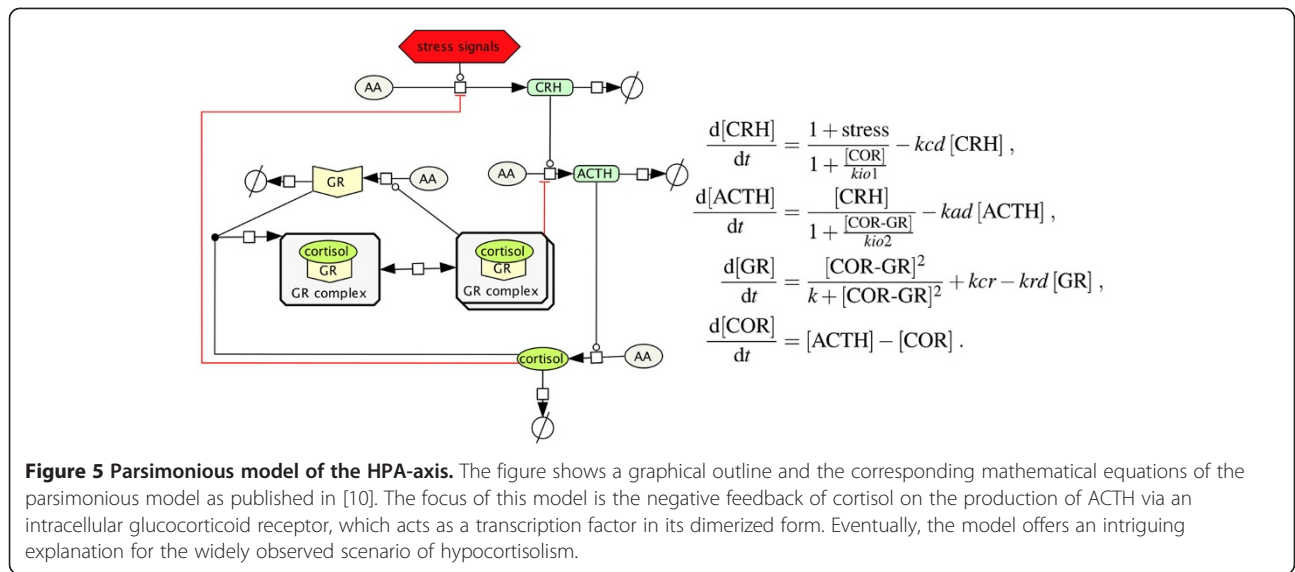 stress signals
AA
CRH
GR
AA
AA
ACTH
cortisol
GR
GR complex
cortisol
GR
GR complex
cortisol
AA
d[CRH]/dt = (1 + stress)/(1 + [COR]/kio1) − kcd [CRH] ,
d[ACTH]/dt = [CRH]/(1 + [COR-GR]/kio2) − kad [ACTH] ,
d[GR]/dt = [COR-GR]²/(k + [COR-GR]²) + kcr − krd [GR] ,
d[COR]/dt = [ACTH] − [COR] .
Figure 5 Parsimonious model of the HPA-axis. The figure shows a graphical outline and the corresponding mathematical equations of the
parsimonious model as published in [10]. The focus of this model is the negative feedback of cortisol on the production of ACTH via an
intracellular glucocorticoid receptor, which acts as a transcription factor in its dimerized form. Eventually, the model offers an intriguing
explanation for the widely observed scenario of hypocortisolism.